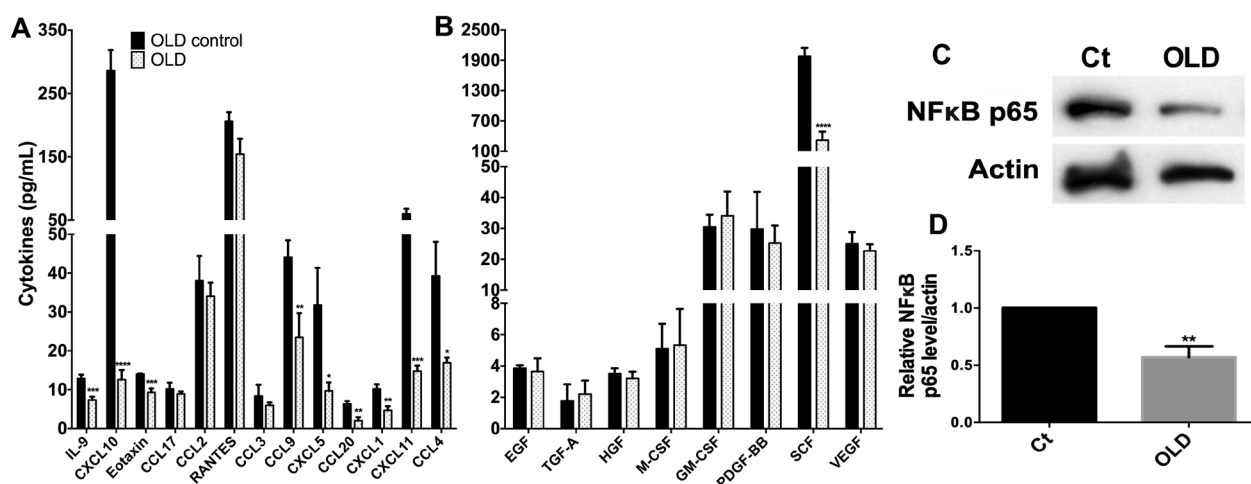 A
OLD control
OLD
Cytokines (pg/mL)
350
250
150
50
50
40
30
20
10
0
***
****
***
**
*
**
**
***
*
IL-9
CXCL10
Eotaxin
CCL17
CCL2
RANTES
CCL3
CCL9
CXCL5
CCL20
CXCL1
CXCL11
CCL4
B
2500
1900
1300
700
100
50
40
30
20
10
8
6
4
2
0
****
EGF
TGF-A
HGF
M-CSF
GM-CSF
PDGF-BB
SCF
VEGF
C
Ct OLD
NFκB p65
Actin
D
Relative NFκB
p65 level/actin
1.5
1.0
0.5
0.0
**
Ct
OLD